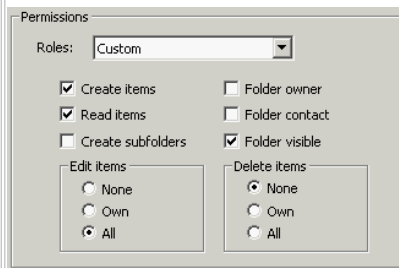 Permissions
Roles: Custom
Create items Folder owner
Read items Folder contact
Create subfolders Folder visible
Edit items Delete items
None None
Own Own
All All